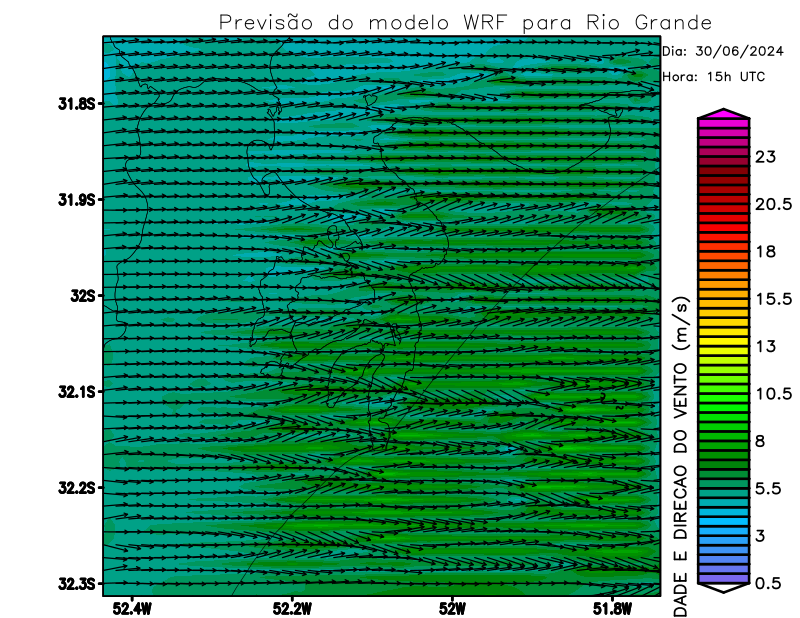 Previsão do modelo WRF para Rio Grande
Dia: 30/06/2024
Hora: 15h UTC
31.8S
31.9S
32S
32.1S
32.2S
32.3S
52.4W
52.2W
52W
51.8W
23
20.5
18
15.5
13
10.5
8
5.5
3
0.5
DADE E DIRECAO DO VENTO (m/s)